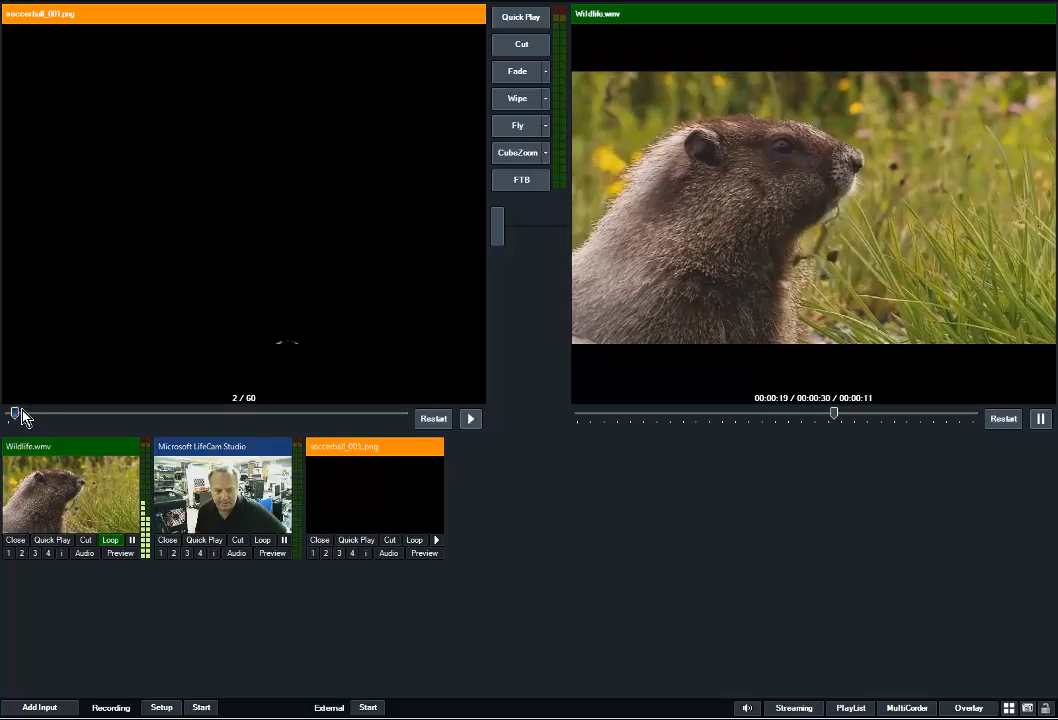 soccerball_001.png
Quick Play
Cut
Fade
Wipe
Fly
CubeZoom
FTB
Wildlife.wmv
2 / 60
Restart
00:00:19 / 00:00:30 / 00:00:11
Restart
Wildlife.wmv
Microsoft LifeCam Studio
soccerball_001.png
Close Quick Play Cut Loop
Close Quick Play Cut Loop
Close Quick Play Cut Loop
1 2 3 4 i Audio Preview
1 2 3 4 i Audio Preview
1 2 3 4 i Audio Preview
Add Input Recording Setup Start External Start Streaming PlayList MultiCorder Overlay